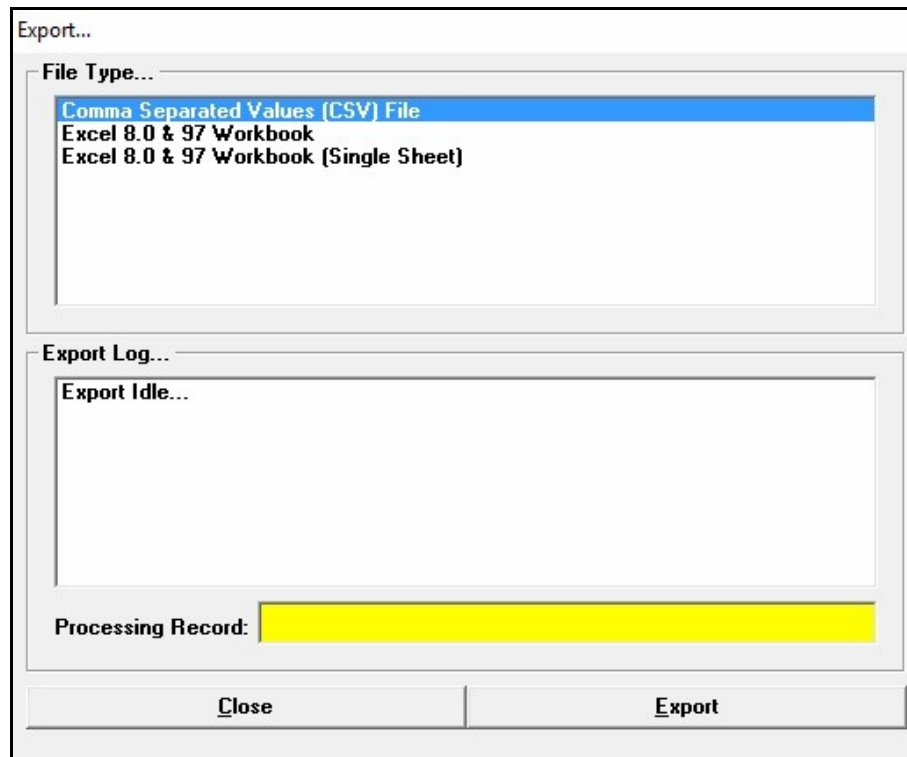 Export...
File Type...
Comma Separated Values (CSV) File
Excel 8.0 & 97 Workbook
Excel 8.0 & 97 Workbook (Single Sheet)
Export Log...
Export Idle...
Processing Record:
Close
Export